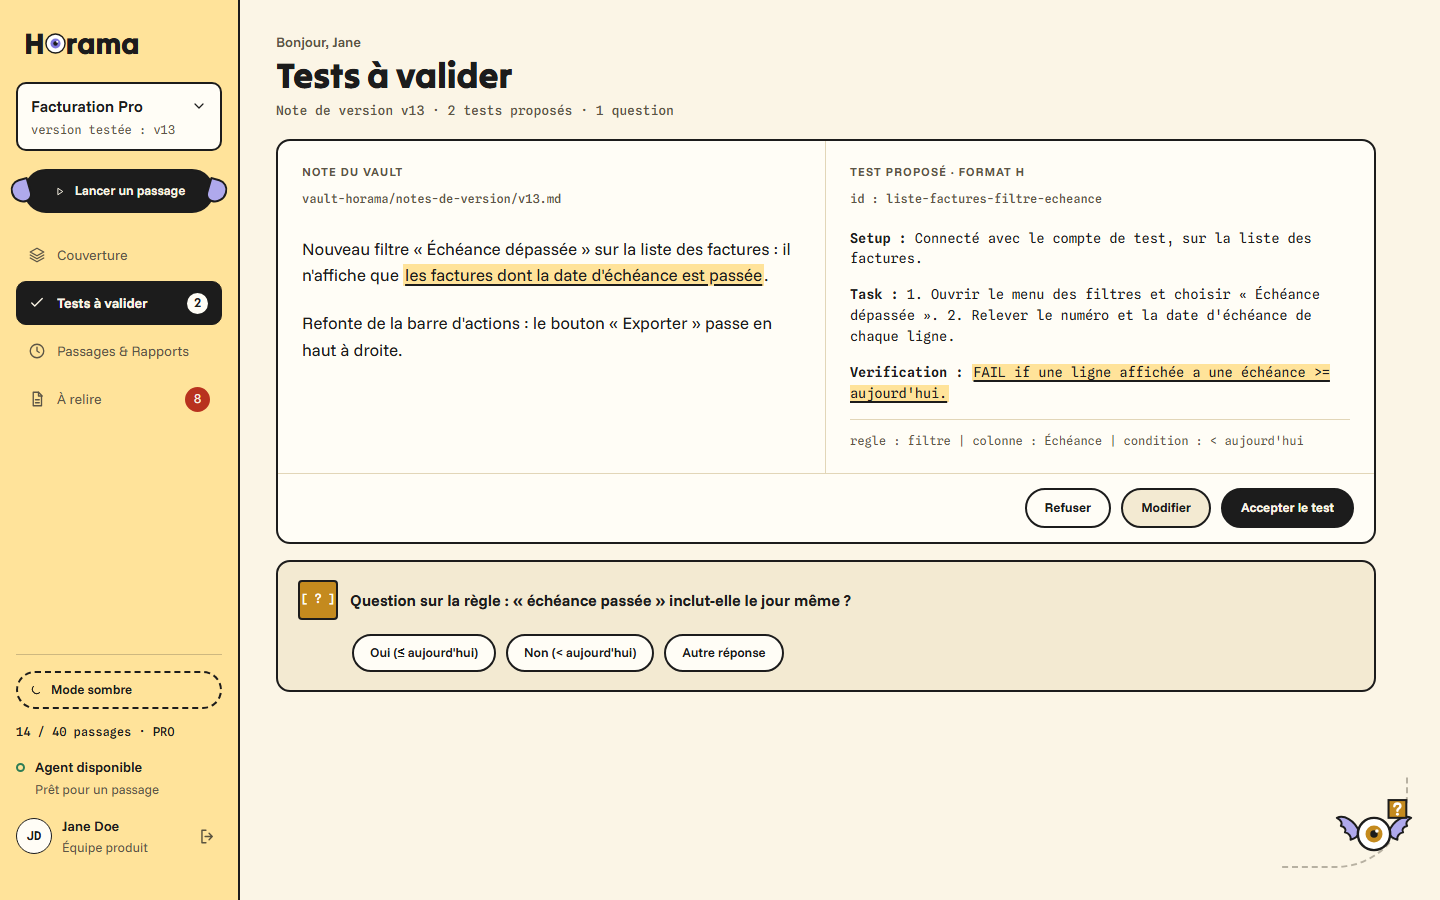 Horama
Facturation Pro
version testée : v13
Lancer un passage
Couverture
Tests à valider 2
Passages & Rapports
À relire 8
Mode sombre
14 / 40 passages · PRO
Agent disponible
Prêt pour un passage
JD
Jane Doe
Équipe produit
Bonjour, Jane
Tests à valider
Note de version v13 · 2 tests proposés · 1 question
NOTE DU VAULT
vault-horama/notes-de-version/v13.md
Nouveau filtre « Échéance dépassée » sur la liste des factures : il
n'affiche que les factures dont la date d'échéance est passée.
Refonte de la barre d'actions : le bouton « Exporter » passe en
haut à droite.
TEST PROPOSÉ · FORMAT H
id : liste-factures-filtre-echeance
Setup : Connecté avec le compte de test, sur la liste des
factures.
Task : 1. Ouvrir le menu des filtres et choisir « Échéance
dépassée ». 2. Relever le numéro et la date d'échéance de
chaque ligne.
Verification : FAIL if une ligne affichée a une échéance >=
aujourd'hui.
regle : filtre | colonne : Échéance | condition : < aujourd'hui
Refuser
Modifier
Accepter le test
[ ? ]
Question sur la règle : « échéance passée » inclut-elle le jour même ?
Oui (≤ aujourd'hui)
Non (< aujourd'hui)
Autre réponse
?